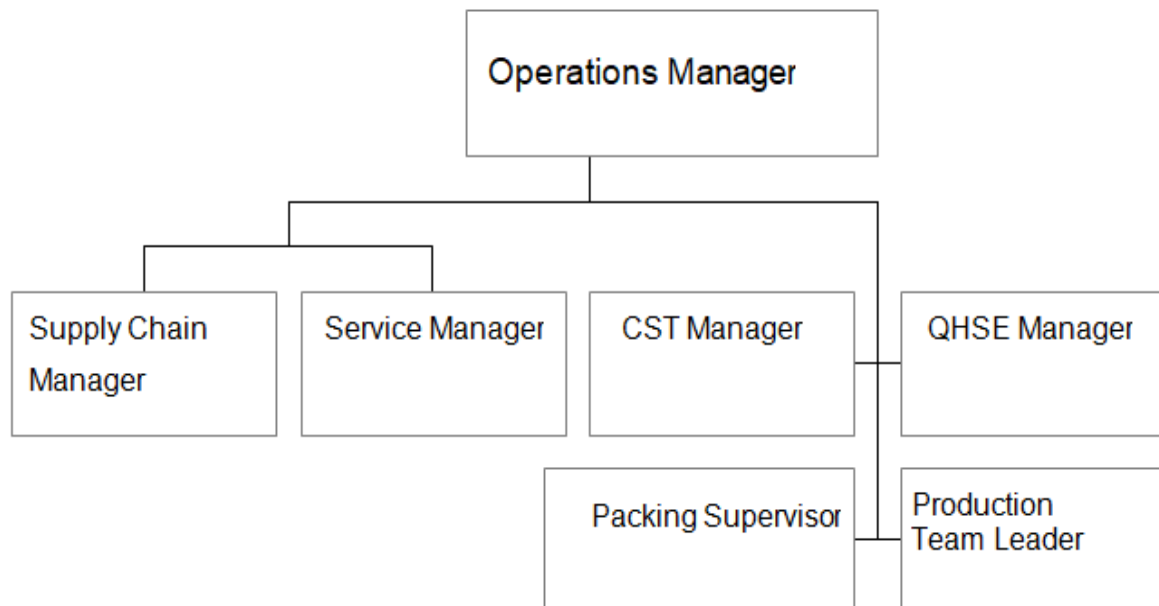 Operations Manager
Supply Chain
Manager
Service Manager
CST Manager
QHSE Manager
Packing Supervisor
Production
Team Leader